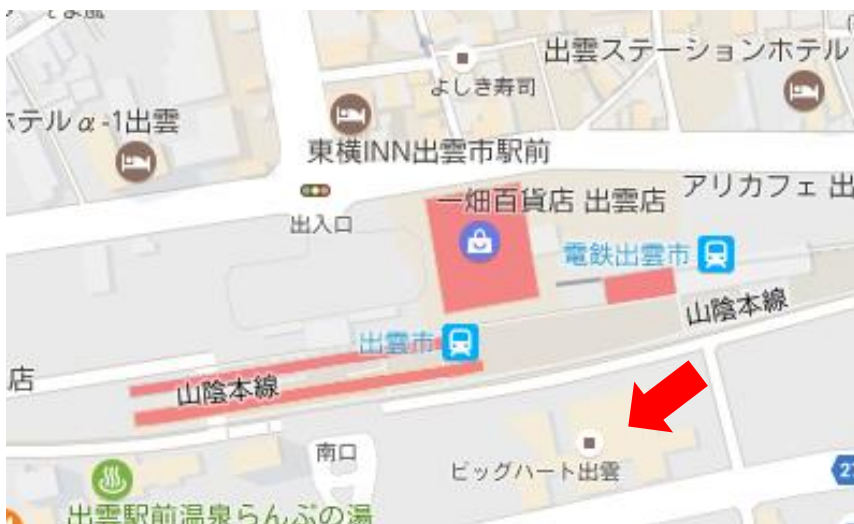 出雲ステーションホテル
よしき寿司
テルα-1出雲
東横INN出雲市駅前
一畑百貨店 出雲店
アリカフェ 出
出入口
電鉄出雲市
山陰本線
出雲市
店
山陰本線
南口
ビッグハート出雲
27
出雲駅前温泉らんぷの湯